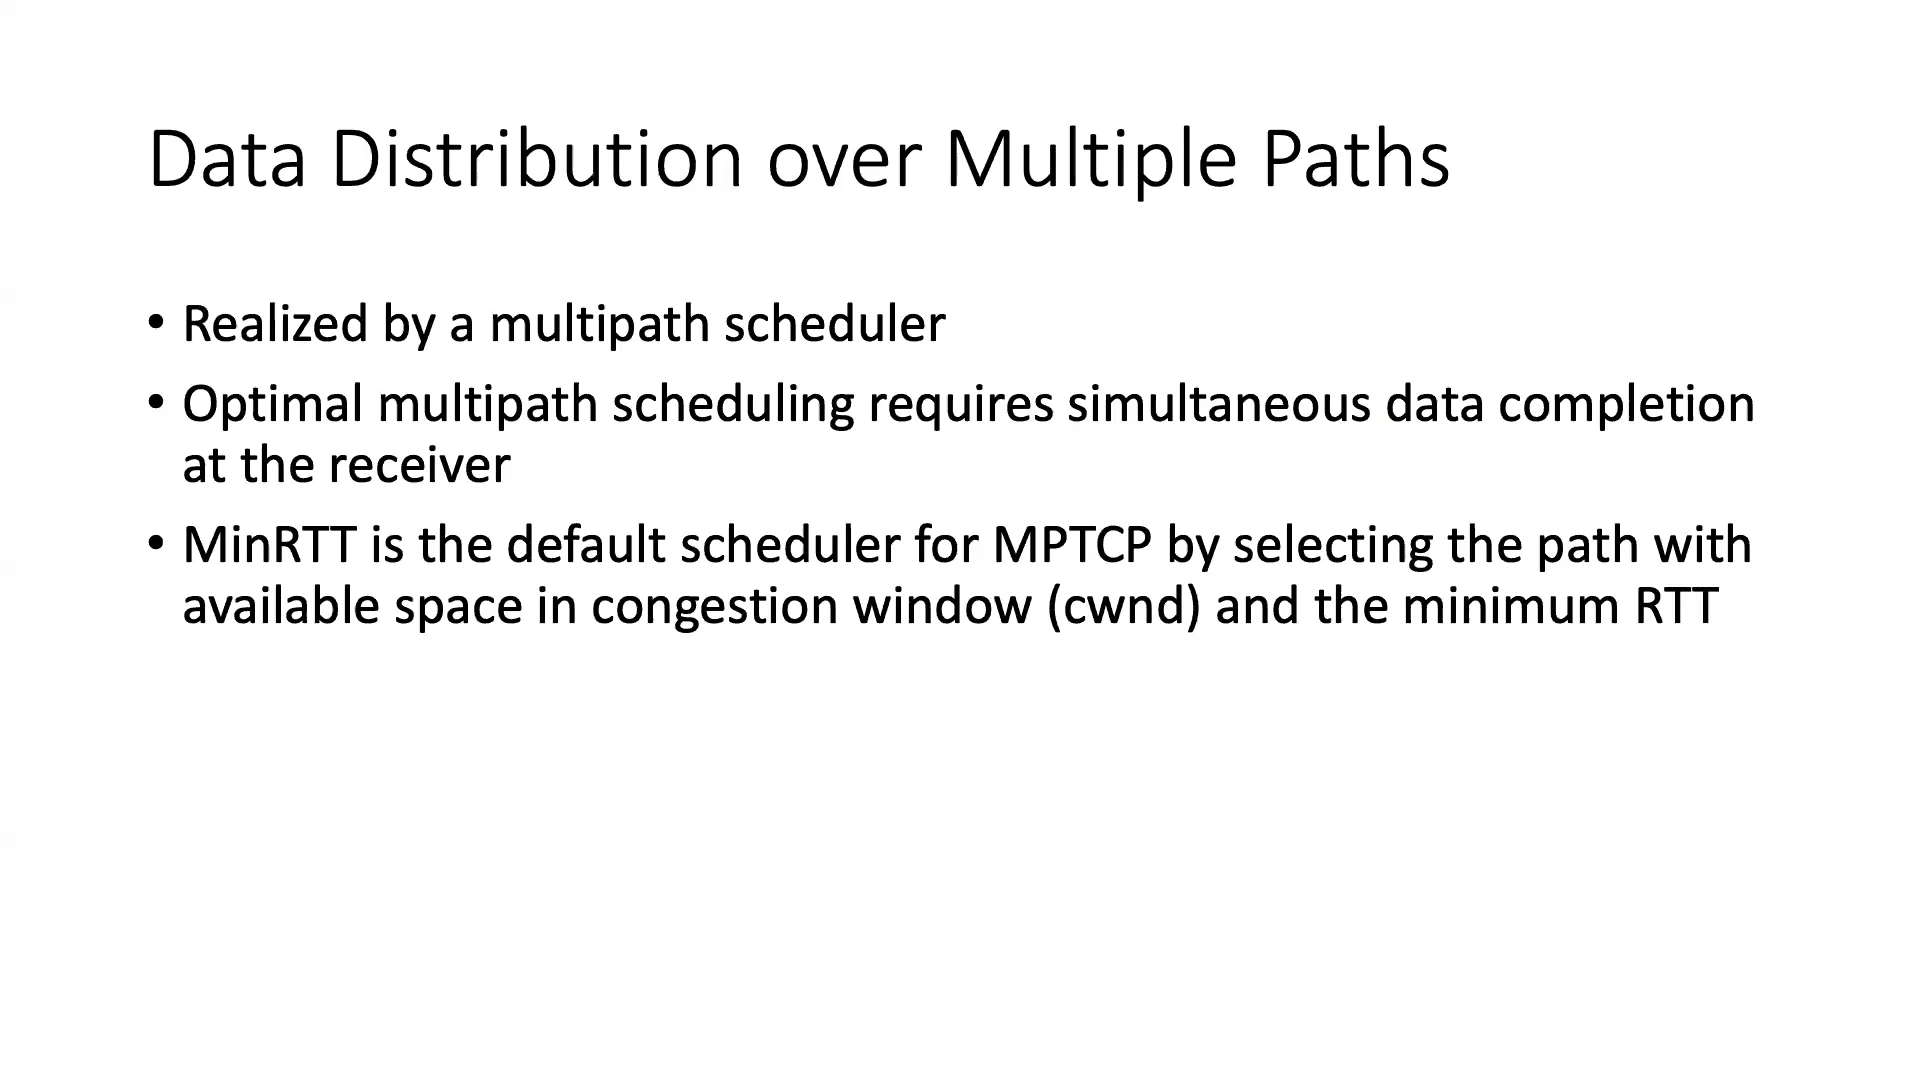 Data Distribution over Multiple Paths
• Realized by a multipath scheduler
• Optimal multipath scheduling requires simultaneous data completion
at the receiver
• MinRTT is the default scheduler for MPTCP by selecting the path with
available space in congestion window (cwnd) and the minimum RTT